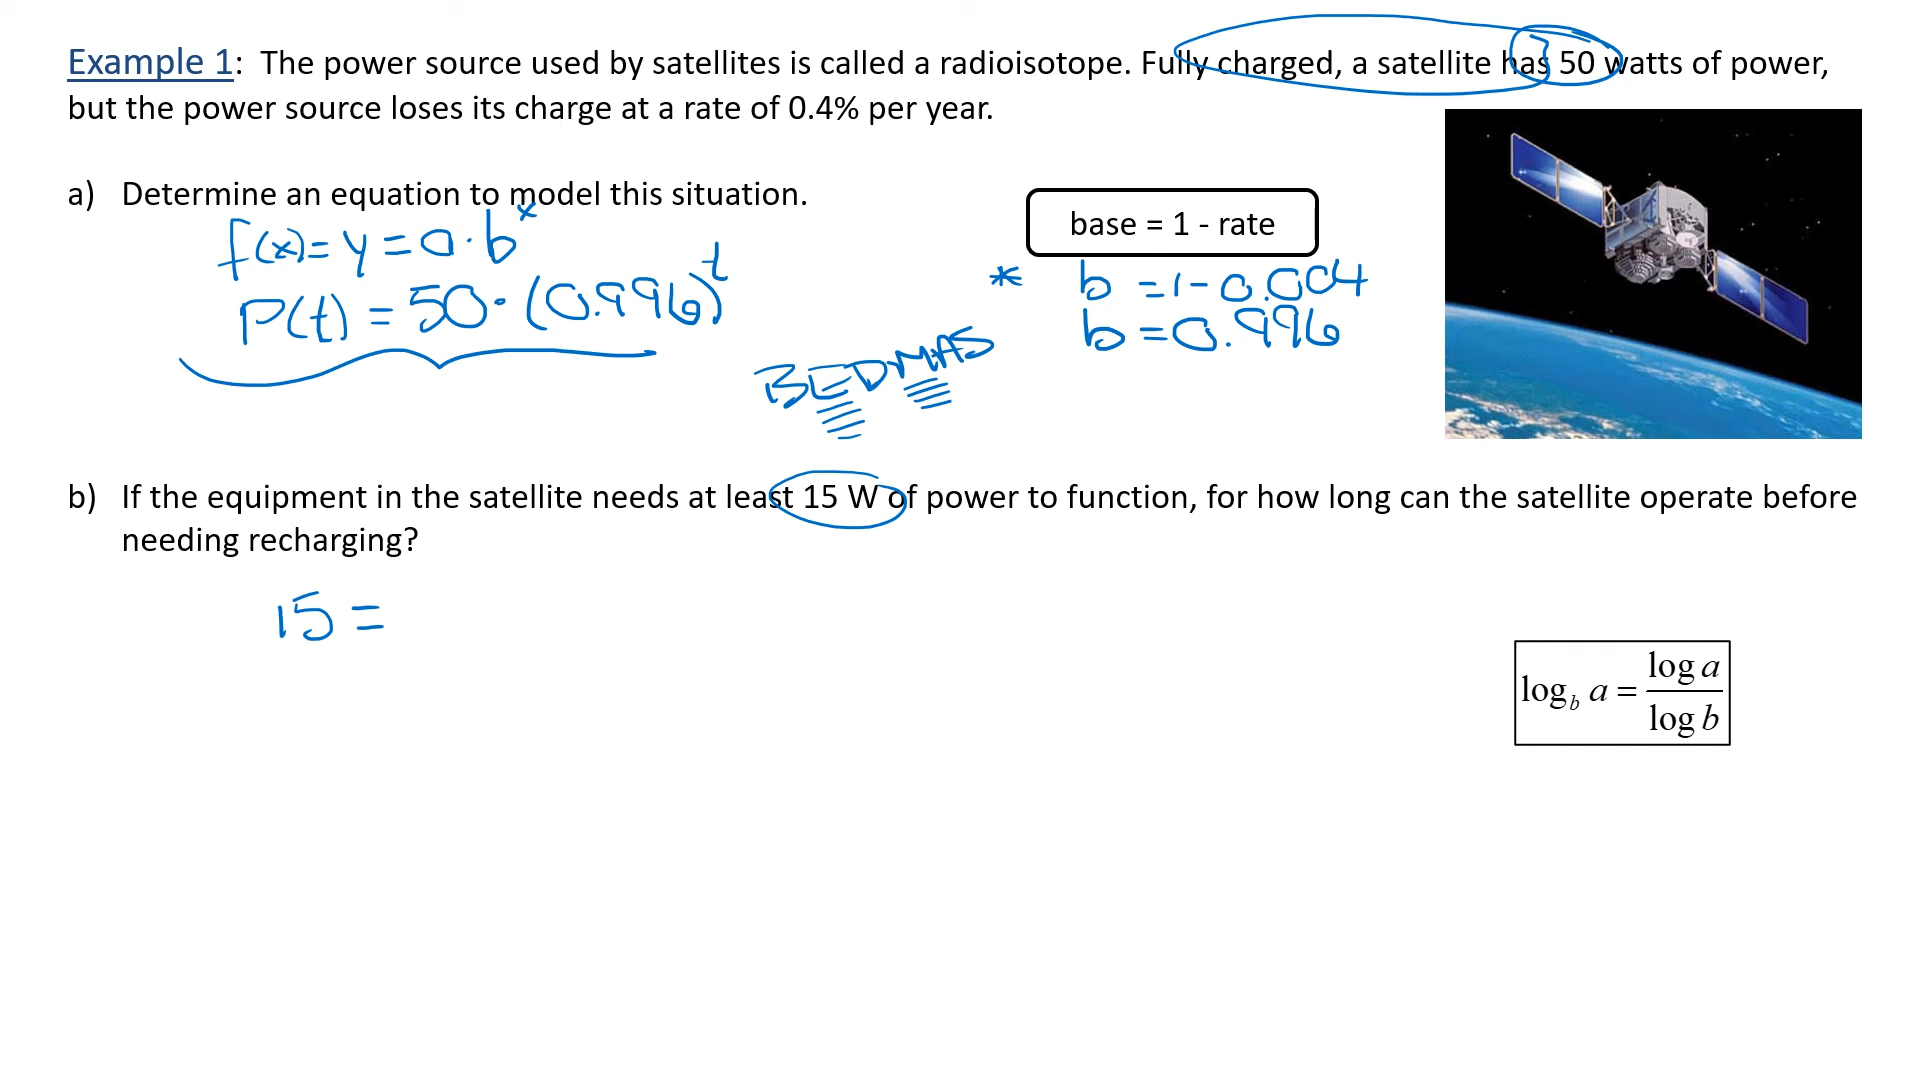 Example 1: The power source used by satellites is called a radioisotope. Fully charged, a satellite has 50 watts of power,
but the power source loses its charge at a rate of 0.4% per year.
a) Determine an equation to model this situation.
base = 1 - rate
f(x) = y = a · b^x
* b = 1 - 0.004
P(t) = 50 · (0.996)^t
b = 0.996
BEDMAS
b) If the equipment in the satellite needs at least 15 W of power to function, for how long can the satellite operate before
needing recharging?
15 =
log_b a = log a / log b